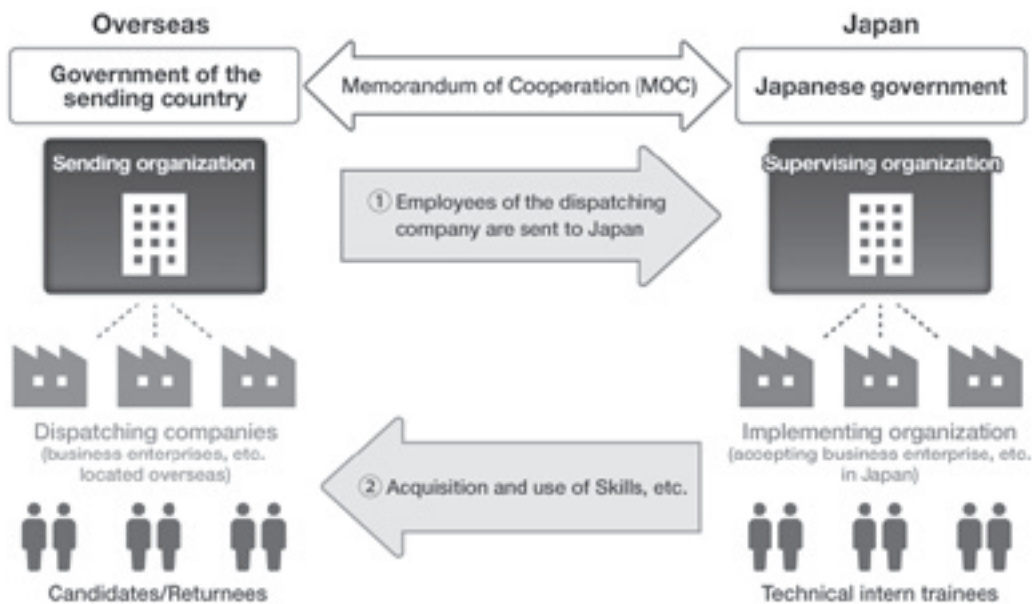 Overseas
Japan
Government of the
sending country
Memorandum of Cooperation (MOC)
Japanese government
Sending organization
Supervising organization
① Employees of the dispatching
company are sent to Japan
Dispatching companies
(business enterprises, etc.
located overseas)
Implementing organization
(accepting business enterprise, etc.
in Japan)
② Acquisition and use of Skills, etc.
Candidates/Returnees
Technical intern trainees